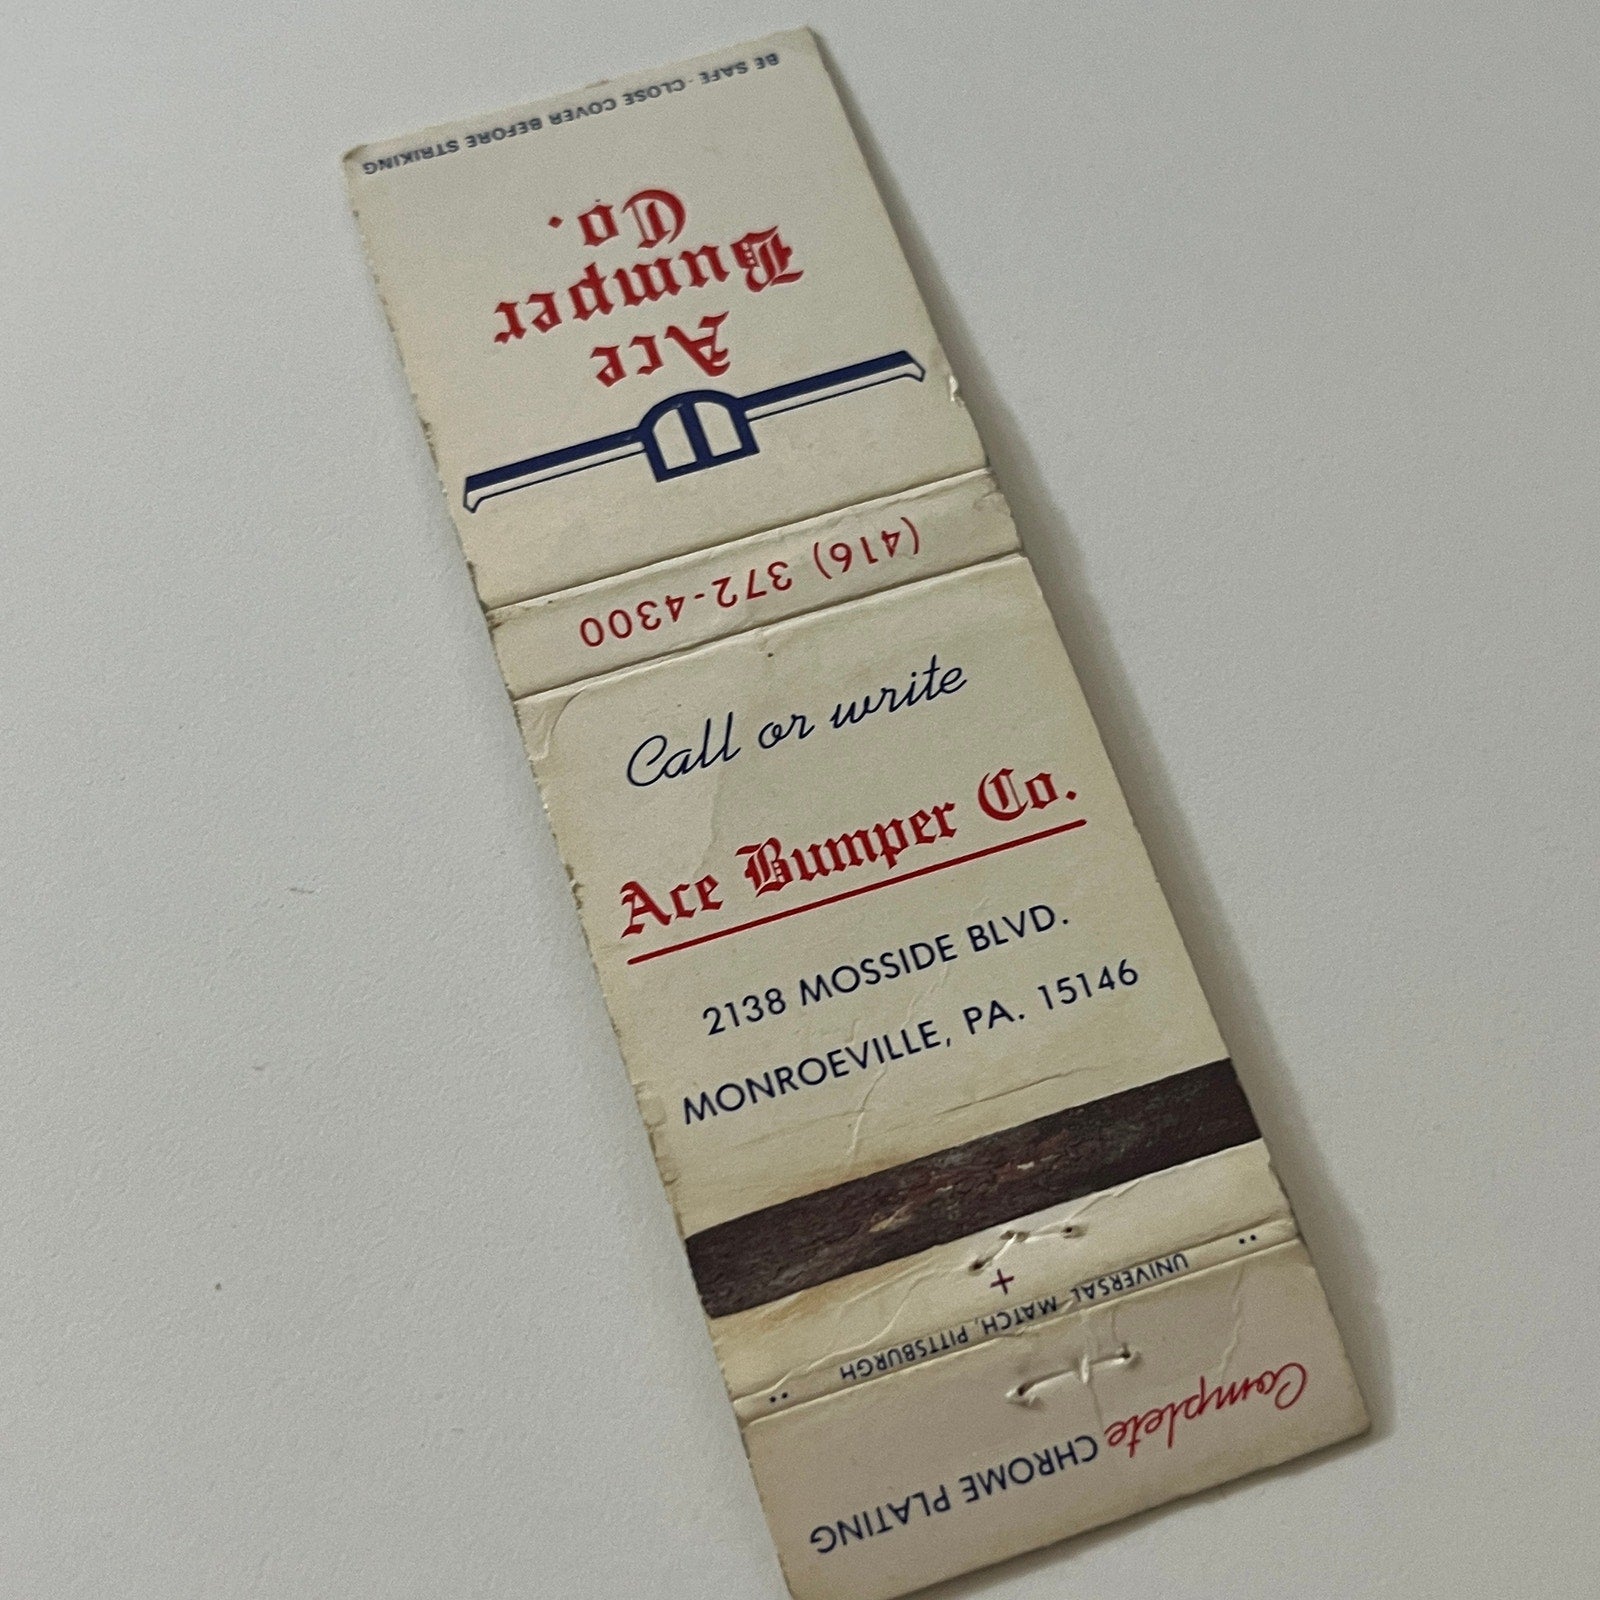 BE SAFE - CLOSE COVER BEFORE STRIKING
Ace
Bumper
Co.
(416) 372-4300
Call or write
Ace Bumper Co.
2138 MOSSIDE BLVD.
MONROEVILLE, PA. 15146
UNIVERSAL MATCH, PITTSBURGH
Complete CHROME PLATING